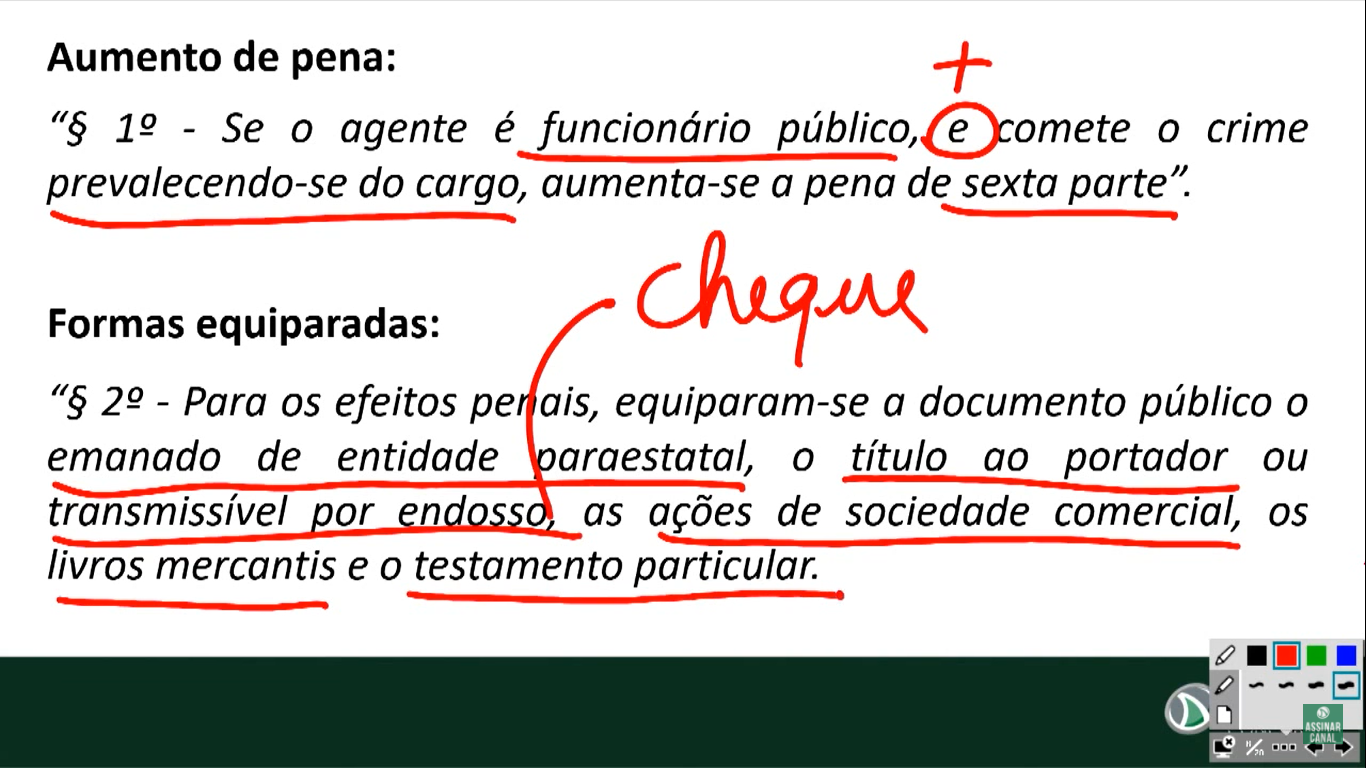 Aumento de pena:
+
“§ 1º - Se o agente é funcionário público, e comete o crime
prevalecendo-se do cargo, aumenta-se a pena de sexta parte”.
cheque
Formas equiparadas:
“§ 2º - Para os efeitos penais, equiparam-se a documento público o
emanado de entidade paraestatal, o título ao portador ou
transmissível por endosso, as ações de sociedade comercial, os
livros mercantis e o testamento particular.
ASSINAR
CANAL